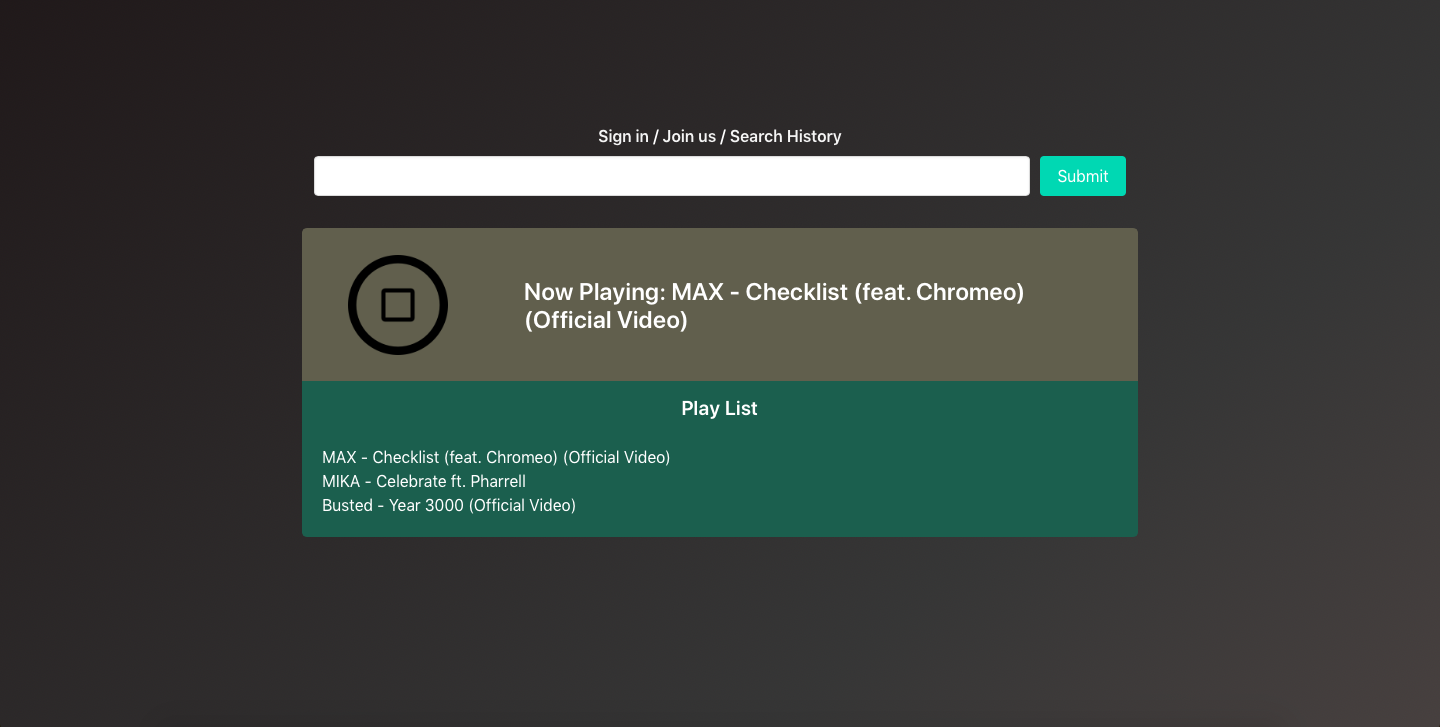 Sign in / Join us / Search History
Submit
Now Playing: MAX - Checklist (feat. Chromeo)
(Official Video)
Play List
MAX - Checklist (feat. Chromeo) (Official Video)
MIKA - Celebrate ft. Pharrell
Busted - Year 3000 (Official Video)